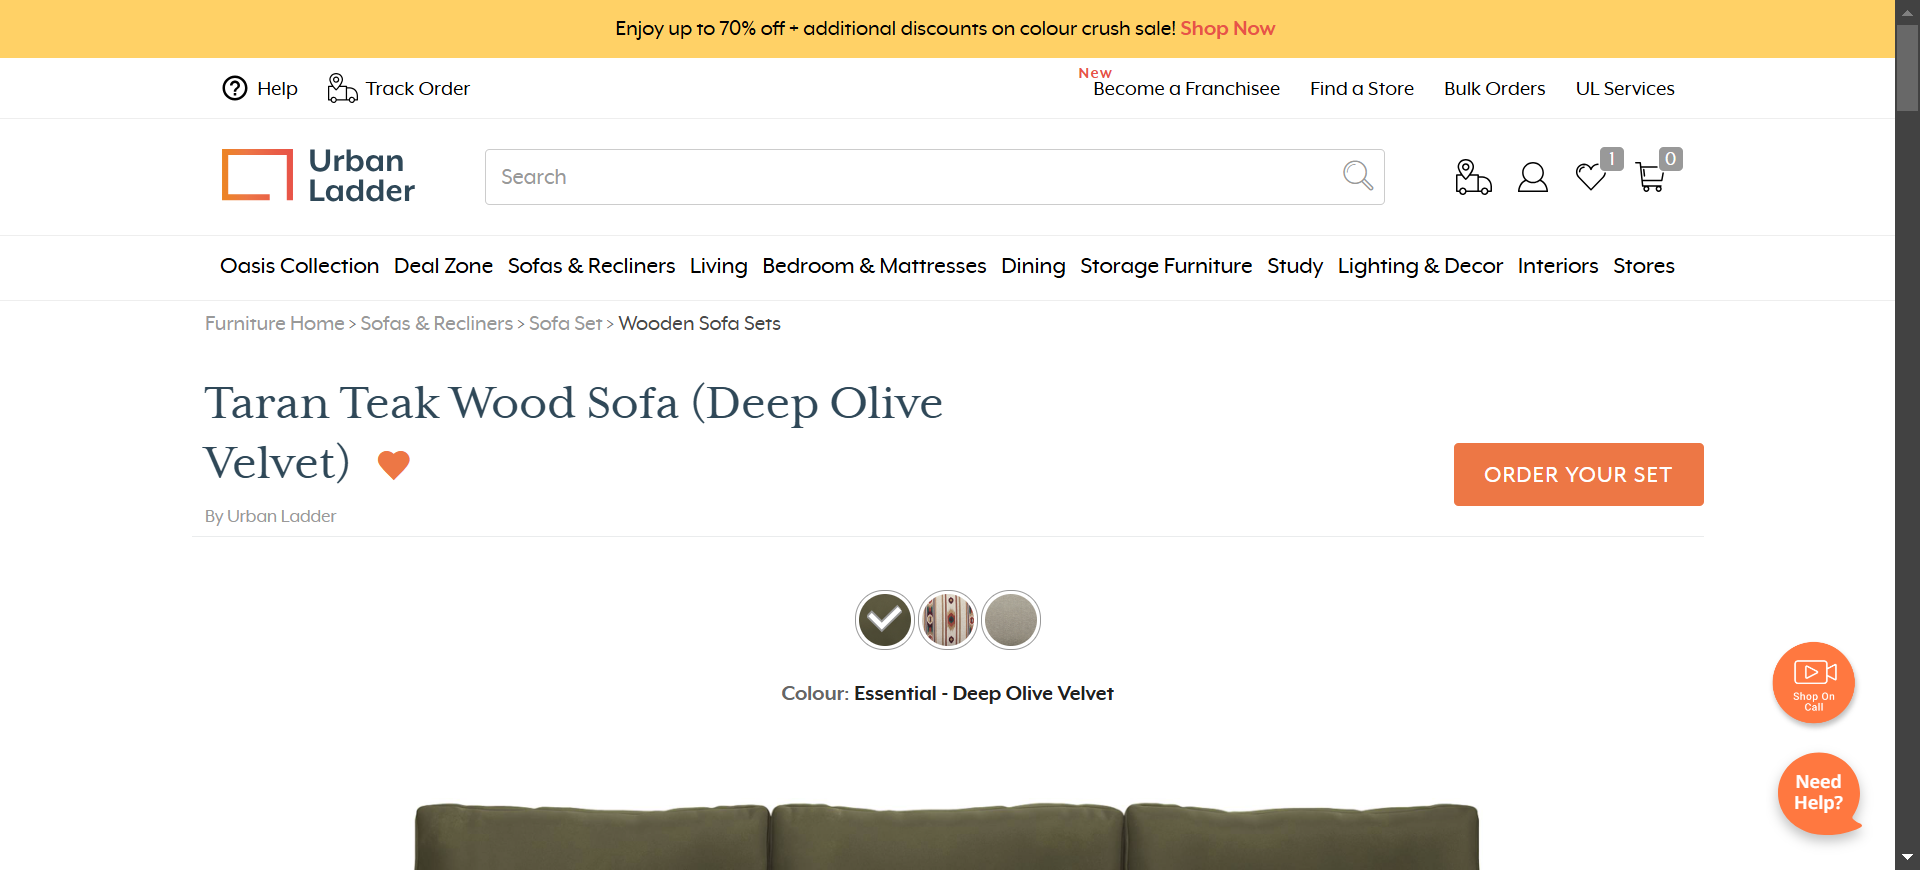 Enjoy up to 70% off + additional discounts on colour crush sale! Shop Now
Help
Track Order
New
Become a Franchisee
Find a Store
Bulk Orders
UL Services
Urban
Ladder
Search
1
0
Oasis Collection
Deal Zone
Sofas & Recliners
Living
Bedroom & Mattresses
Dining
Storage Furniture
Study
Lighting & Decor
Interiors
Stores
Furniture Home > Sofas & Recliners > Sofa Set > Wooden Sofa Sets
Taran Teak Wood Sofa (Deep Olive
Velvet)
ORDER YOUR SET
By Urban Ladder
Colour: Essential - Deep Olive Velvet
Shop On
Call
Need
Help?